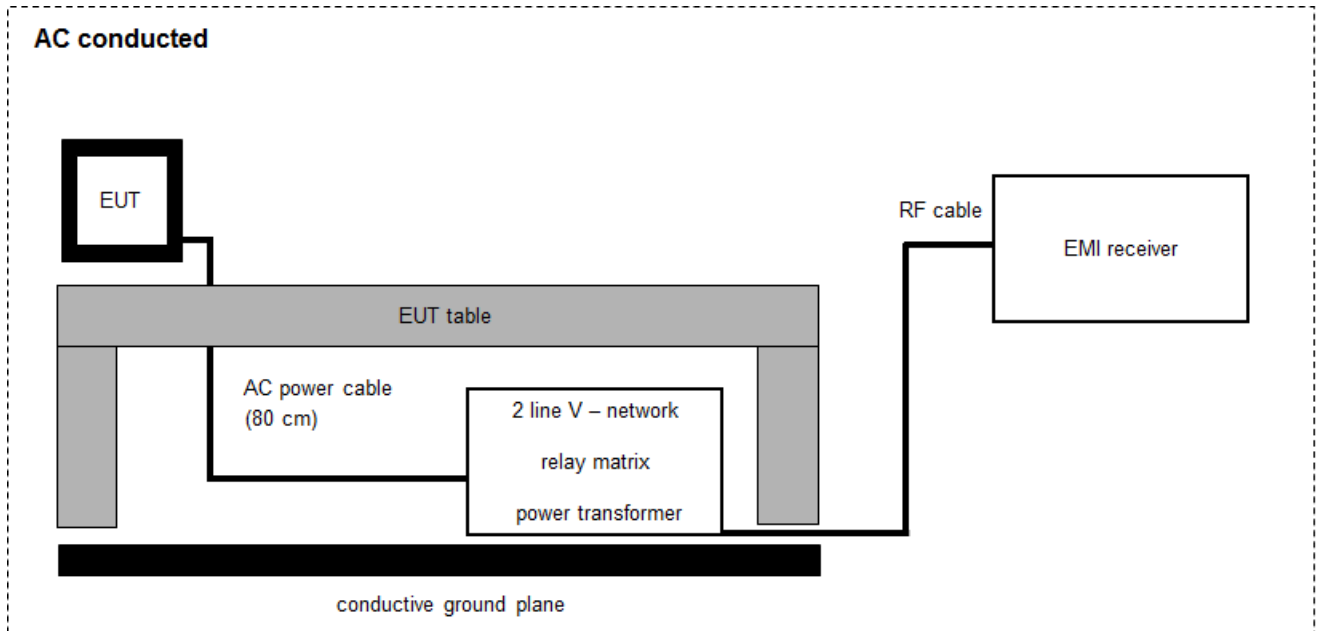 AC conducted
EUT
RF cable
EMI receiver
EUT table
AC power cable
(80 cm)
2 line V – network
relay matrix
power transformer
conductive ground plane